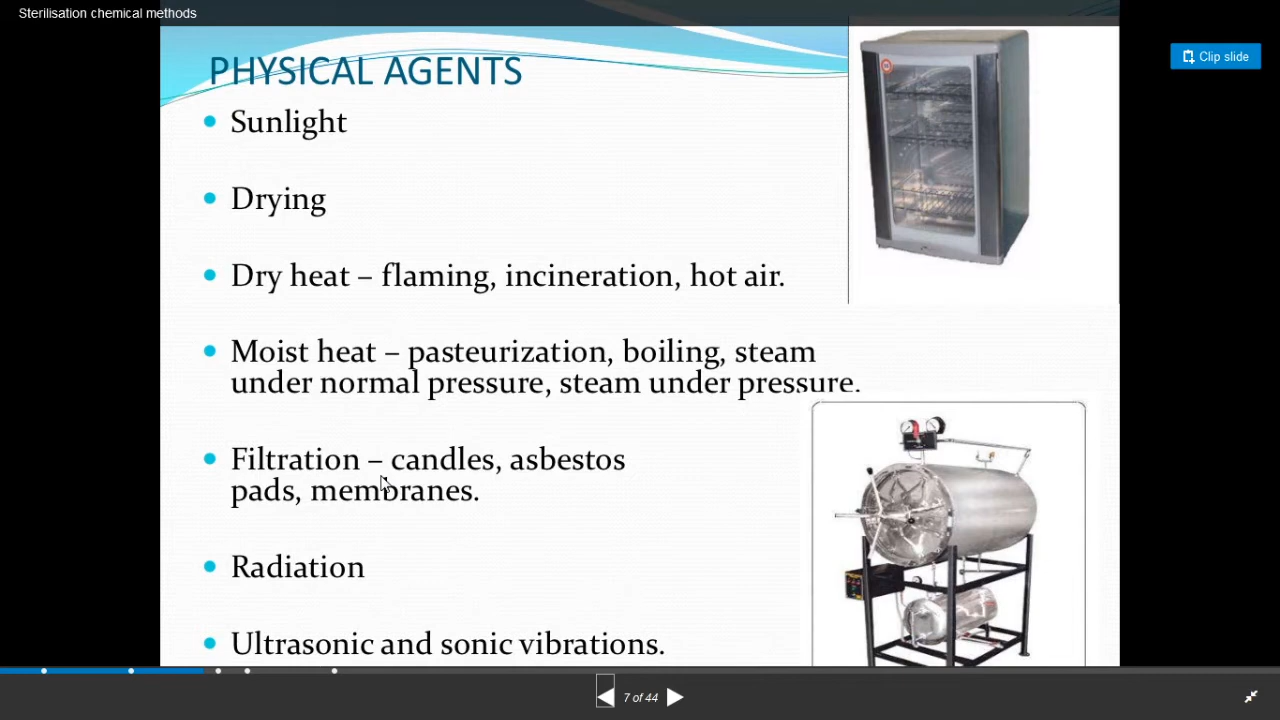 Sterilisation chemical methods
Clip slide
PHYSICAL AGENTS
Sunlight
Drying
Dry heat – flaming, incineration, hot air.
Moist heat – pasteurization, boiling, steam
under normal pressure, steam under pressure.
Filtration – candles, asbestos
pads, membranes.
Radiation
Ultrasonic and sonic vibrations.
7 of 44